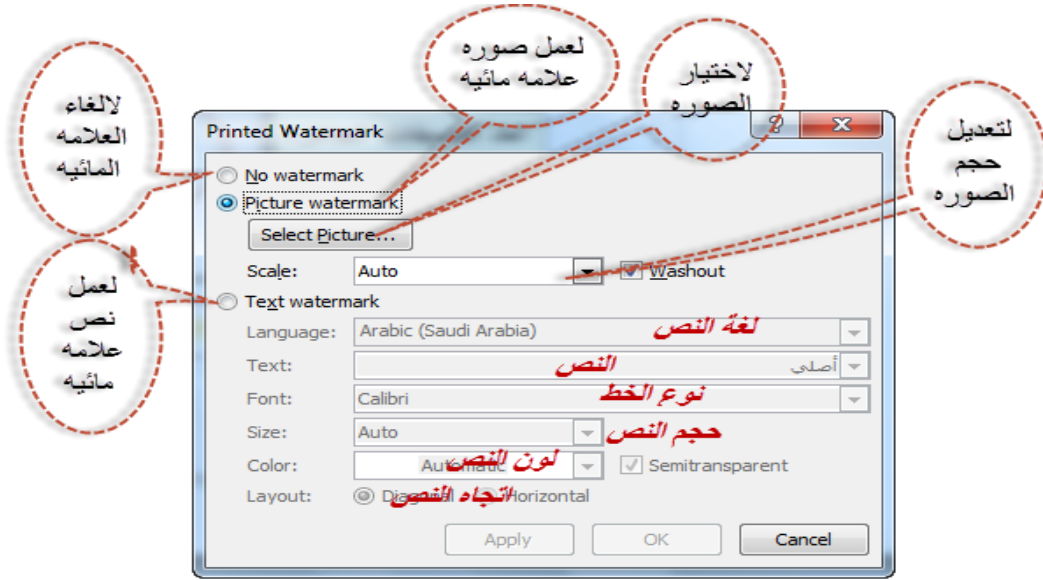 لعمل صوره
علامه مائيه
لاختيار
الصوره
لالغاء
العلامه
المائيه
لتعديل
حجم
الصوره
لعمل
نص
علامه
مائيه
Printed Watermark
No watermark
Picture watermark
Select Picture...
Scale: Auto Washout
Text watermark
Language: Arabic (Saudi Arabia) لغة النص
Text: النص أصلي
Font: Calibri نوع الخط
Size: Auto حجم النص
Color: Automatic لون النص Semitransparent
Layout: Diagonal اتجاه النص Horizontal
Apply OK Cancel